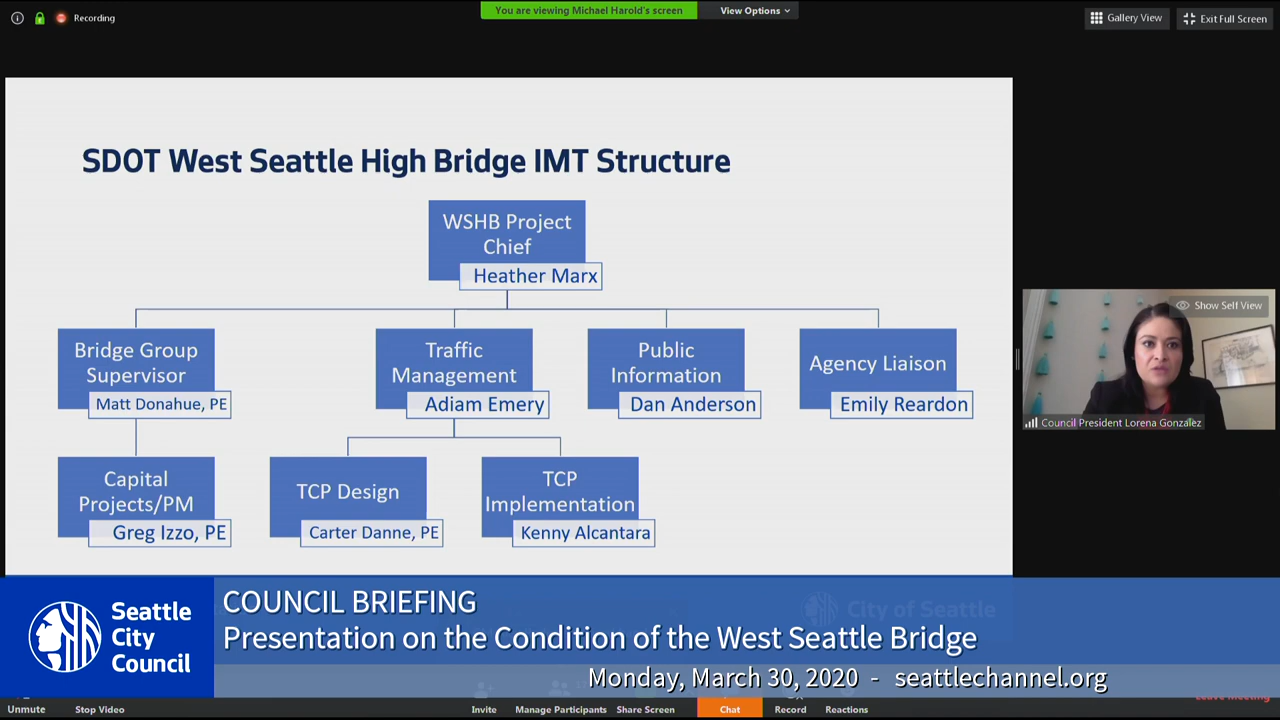 Recording
You are viewing Michael Harold's screen
View Options
Gallery View
Exit Full Screen
SDOT West Seattle High Bridge IMT Structure
WSHB Project
Chief
Heather Marx
Bridge Group
Supervisor
Matt Donahue, PE
Traffic
Management
Adiam Emery
Public
Information
Dan Anderson
Agency Liaison
Emily Reardon
Capital
Projects/PM
Greg Izzo, PE
TCP Design
Carter Danne, PE
TCP
Implementation
Kenny Alcantara
Show Self View
Council President Lorena Gonzalez
City of Seattle
Seattle
City
Council
COUNCIL BRIEFING
Presentation on the Condition of the West Seattle Bridge
Monday, March 30, 2020 - seattlechannel.org
Leave Meeting
Unmute
Stop Video
Invite
Manage Participants
Share Screen
Chat
Record
Reactions